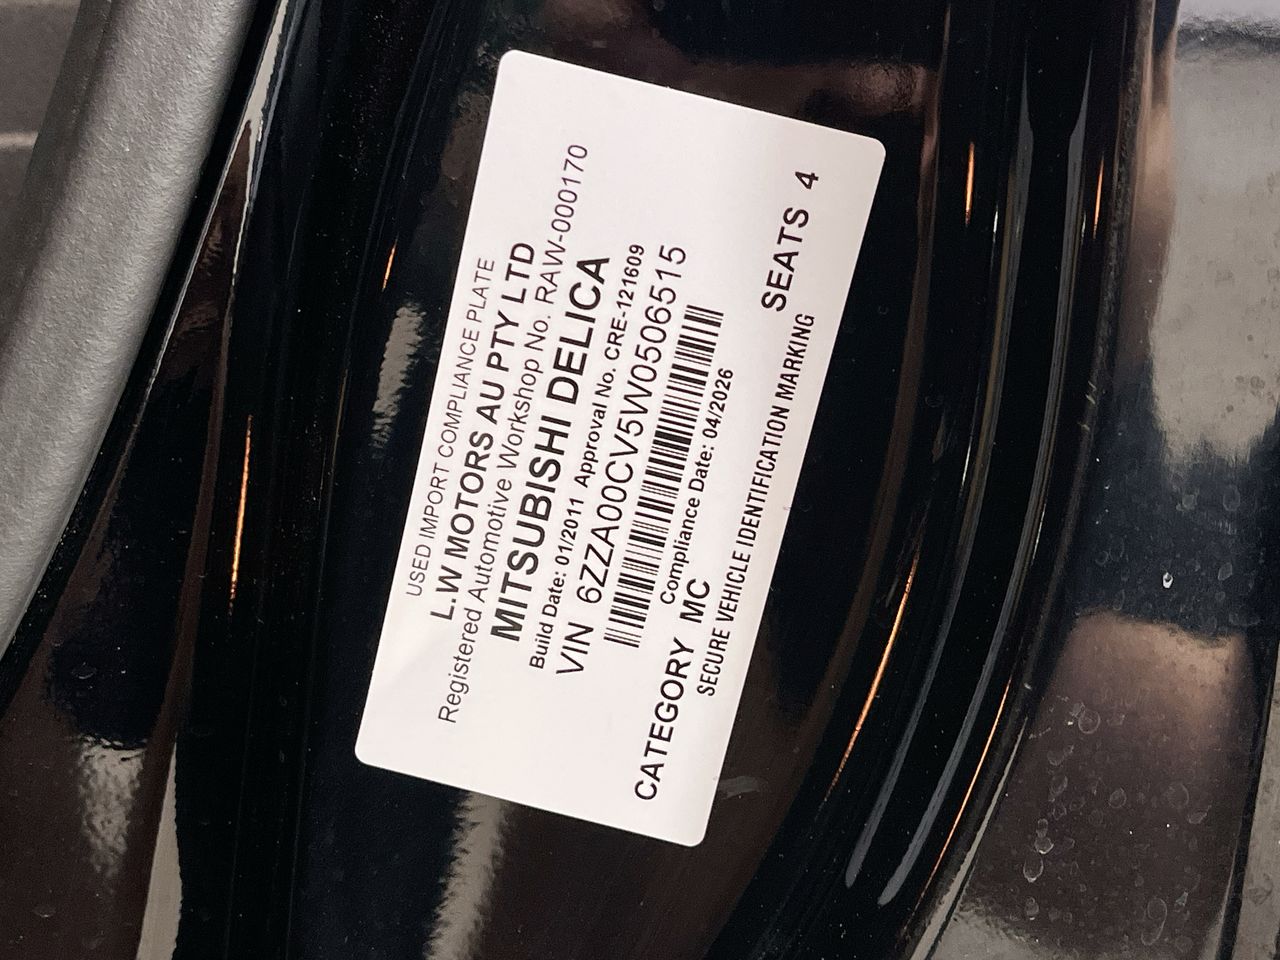 USED IMPORT COMPLIANCE PLATE
L.W MOTORS AU PTY LTD
Registered Automotive Workshop No. RAW-000170
MITSUBISHI DELICA
Build Date: 01/2011 Approval No. CRE-121609
VIN 6ZZA00CV5W0506515
Compliance Date: 04/2026
CATEGORY MC SEATS 4
SECURE VEHICLE IDENTIFICATION MARKING